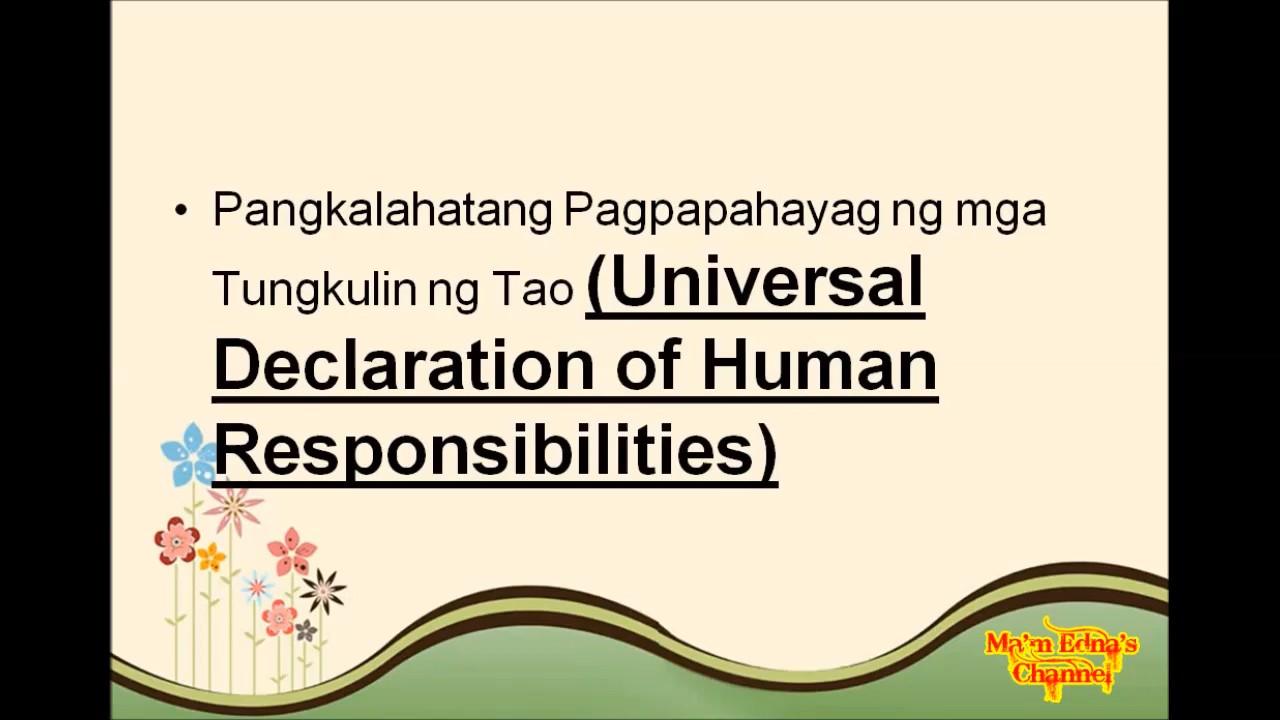 • Pangkalahatang Pagpapahayag ng mga
Tungkulin ng Tao (Universal
Declaration of Human
Responsibilities)
Ma'm Edna's
Channel